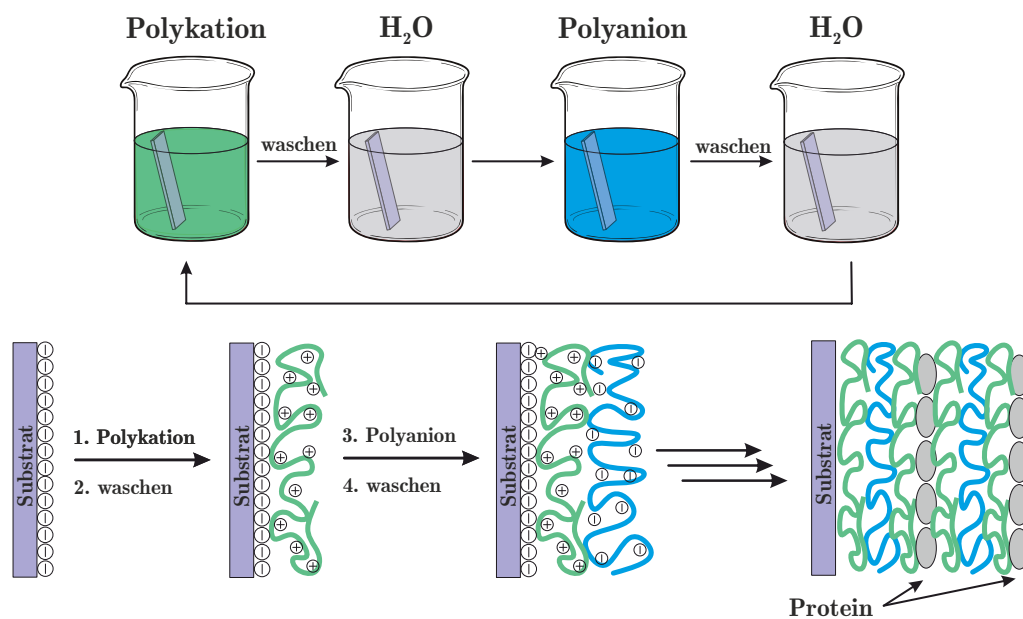 Polykation
H₂O
Polyanion
H₂O
waschen
waschen
Substrat
1. Polykation
2. waschen
Substrat
3. Polyanion
4. waschen
Substrat
Substrat
Protein